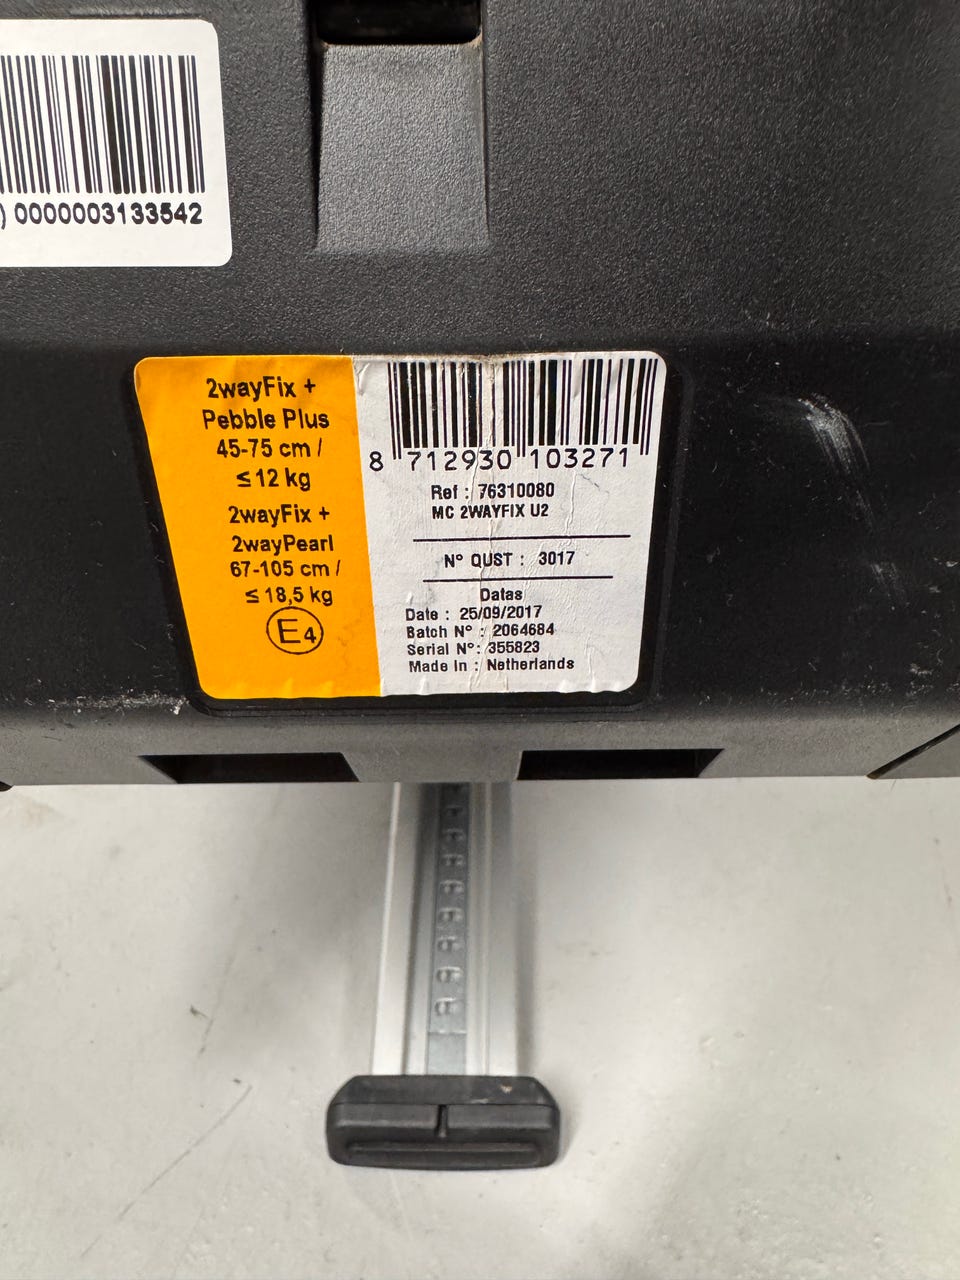 ) 0000003133542
2wayFix +
Pebble Plus
45-75 cm /
≤ 12 kg
2wayFix +
2wayPearl
67-105 cm /
≤ 18,5 kg
E4
8 712930 103271
Ref : 76310080
MC 2WAYFIX U2
N° QUST : 3017
Datas
Date : 25/09/2017
Batch N° : 2064684
Serial N°: 355823
Made in : Netherlands